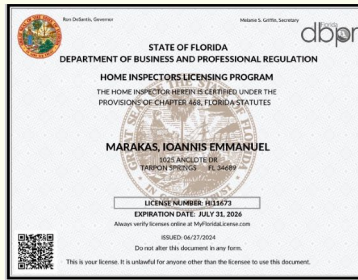 Ron DeSantis, Governor
Melanie S. Griffin, Secretary
Florida
dbpr
STATE OF FLORIDA
DEPARTMENT OF BUSINESS AND PROFESSIONAL REGULATION
HOME INSPECTORS LICENSING PROGRAM
THE HOME INSPECTOR HEREIN IS CERTIFIED UNDER THE
PROVISIONS OF CHAPTER 468, FLORIDA STATUTES
MARAKAS, IOANNIS EMMANUEL
1025 ANCLOTE DR
TARPON SPRINGS FL 34689
LICENSE NUMBER: HI11673
EXPIRATION DATE: JULY 31, 2026
Always verify licenses online at MyFloridaLicense.com
ISSUED: 06/27/2024
Do not alter this document in any form.
This is your license. It is unlawful for anyone other than the licensee to use this document.